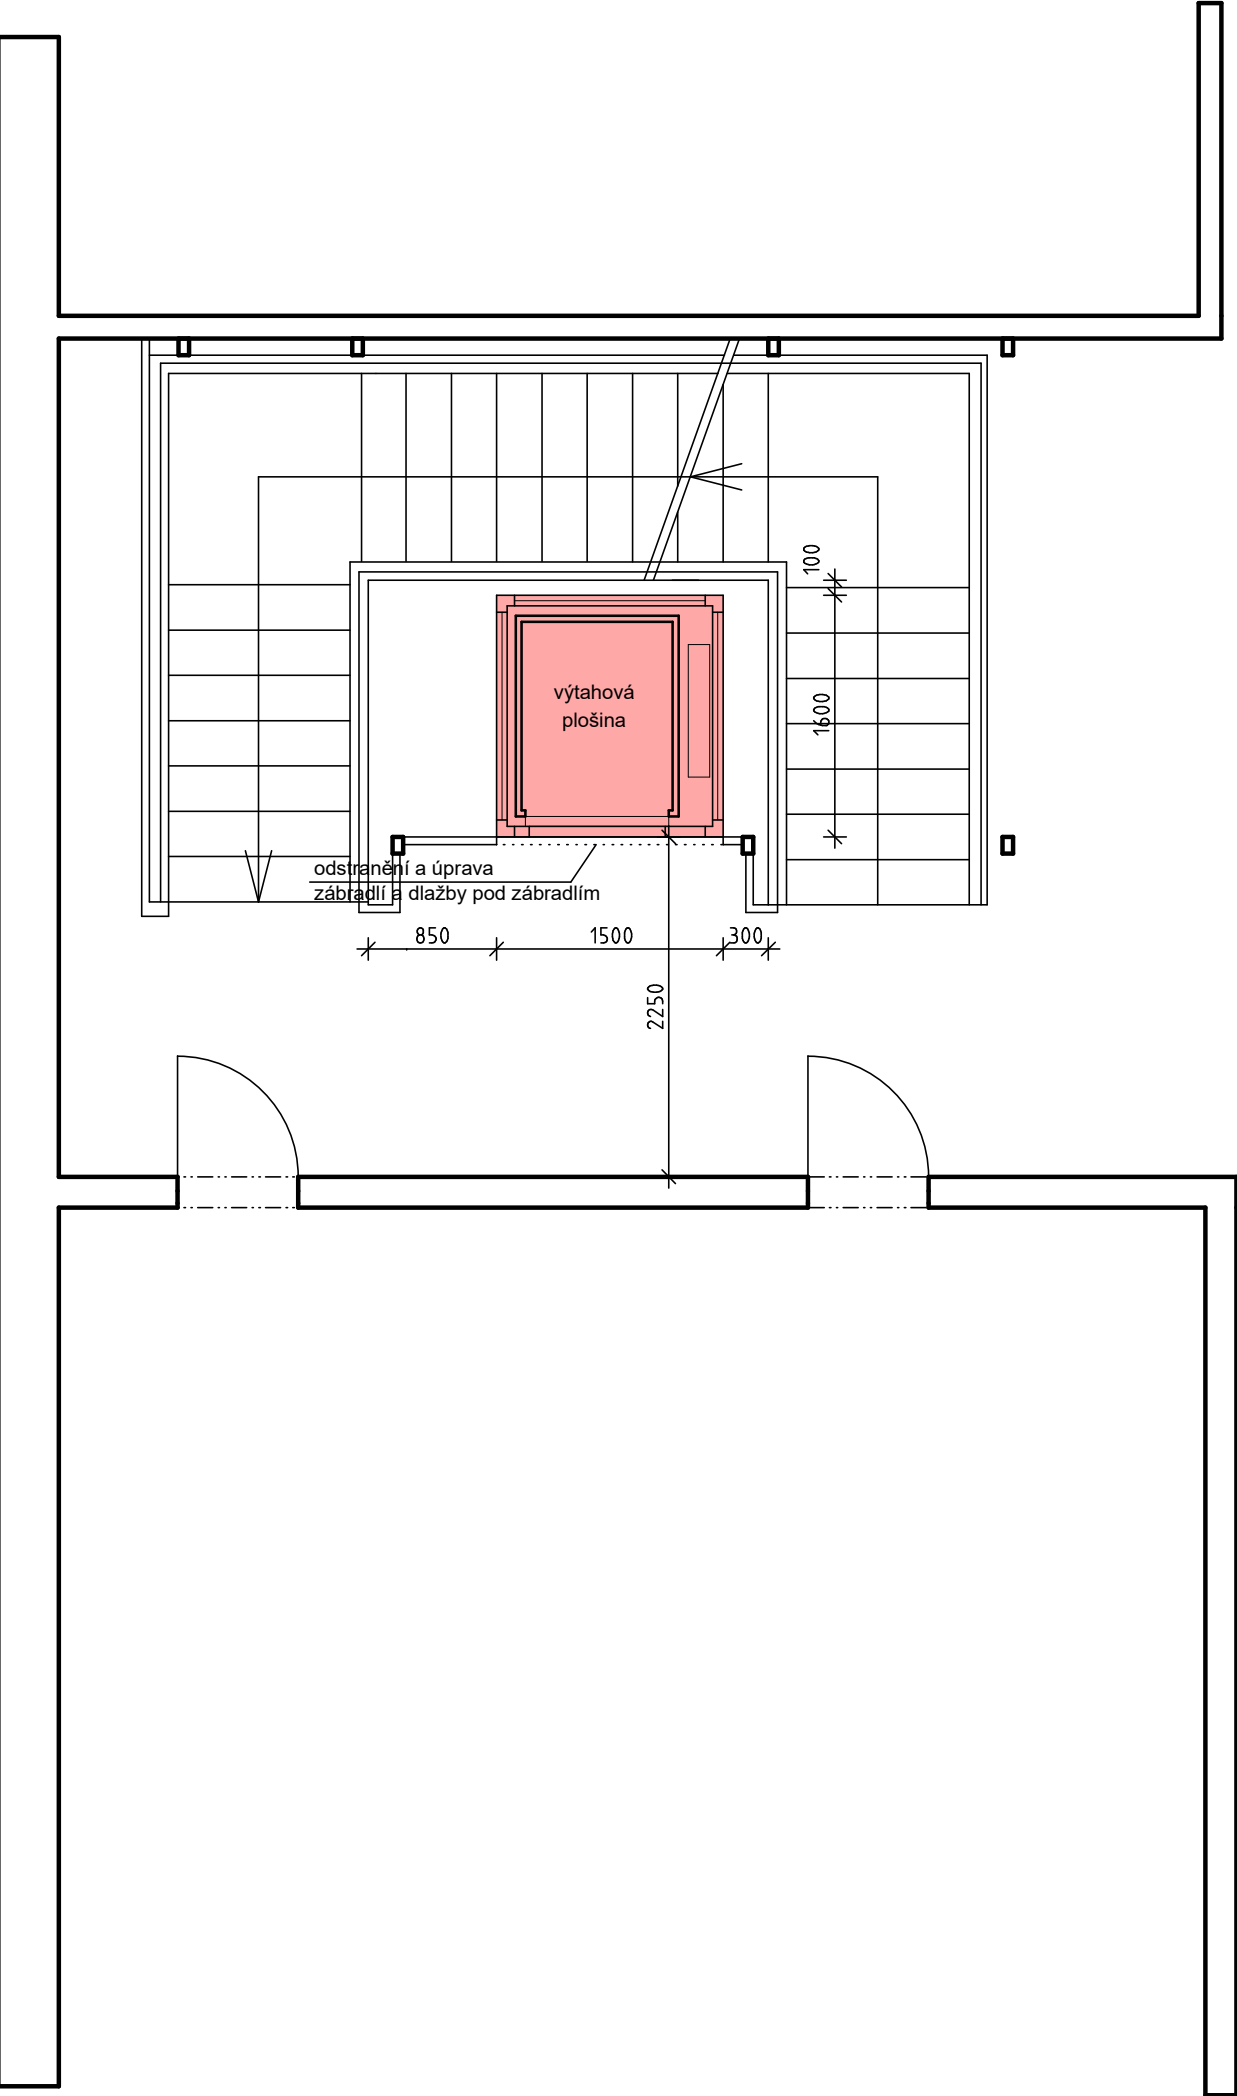 100
výtahová
plošina
1600
odstranění a úprava
zábradlí a dlažby pod zábradlím
850
1500
300
2250